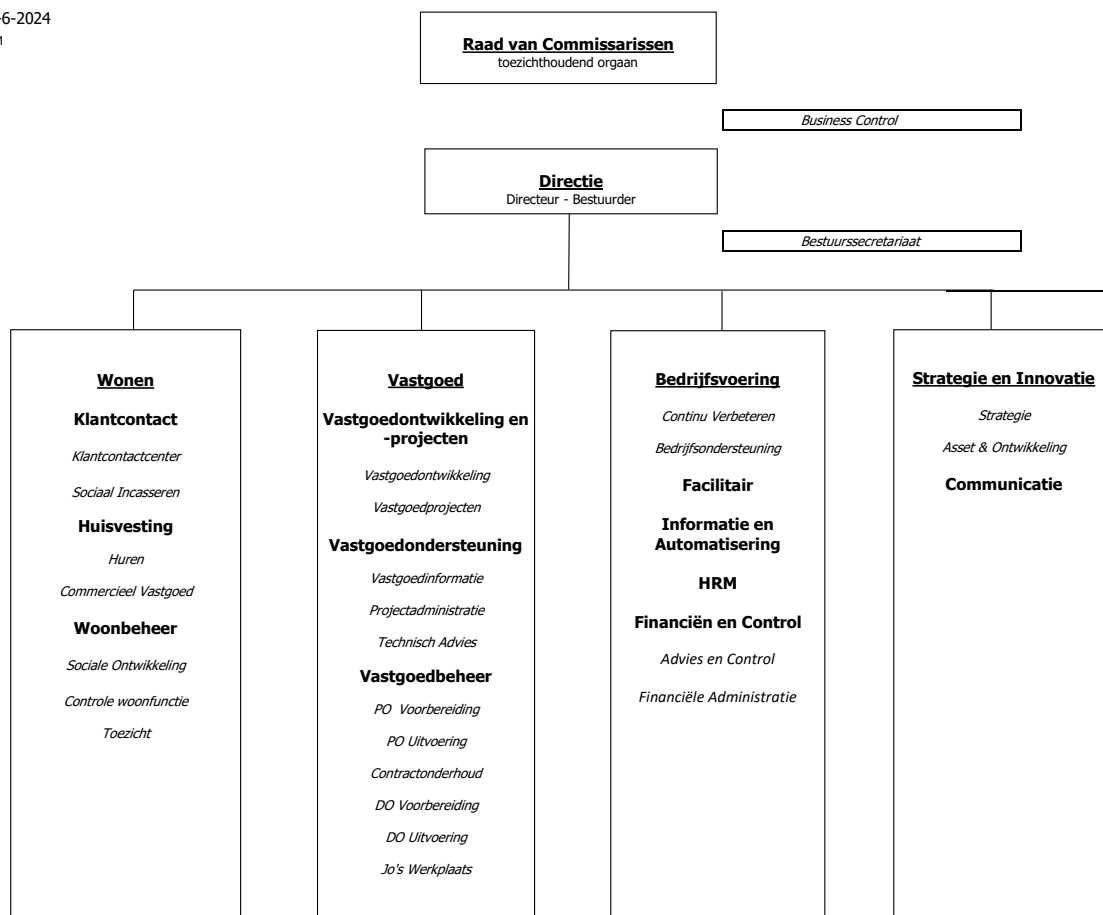 -6-2024
Raad van Commissarissen
toezichthoudend orgaan
Business Control
Directie
Directeur - Bestuurder
Bestuurssecretariaat
Wonen
Klantcontact
Klantcontactcenter
Sociaal Incasseren
Huisvesting
Huren
Commercieel Vastgoed
Woonbeheer
Sociale Ontwikkeling
Controle woonfunctie
Toezicht
Vastgoed
Vastgoedontwikkeling en
-projecten
Vastgoedontwikkeling
Vastgoedprojecten
Vastgoedondersteuning
Vastgoedinformatie
Projectadministratie
Technisch Advies
Vastgoedbeheer
PO Voorbereiding
PO Uitvoering
Contractonderhoud
DO Voorbereiding
DO Uitvoering
Jo's Werkplaats
Bedrijfsvoering
Continu Verbeteren
Bedrijfsondersteuning
Facilitair
Informatie en
Automatisering
HRM
Financiën en Control
Advies en Control
Financiële Administratie
Strategie en Innovatie
Strategie
Asset & Ontwikkeling
Communicatie